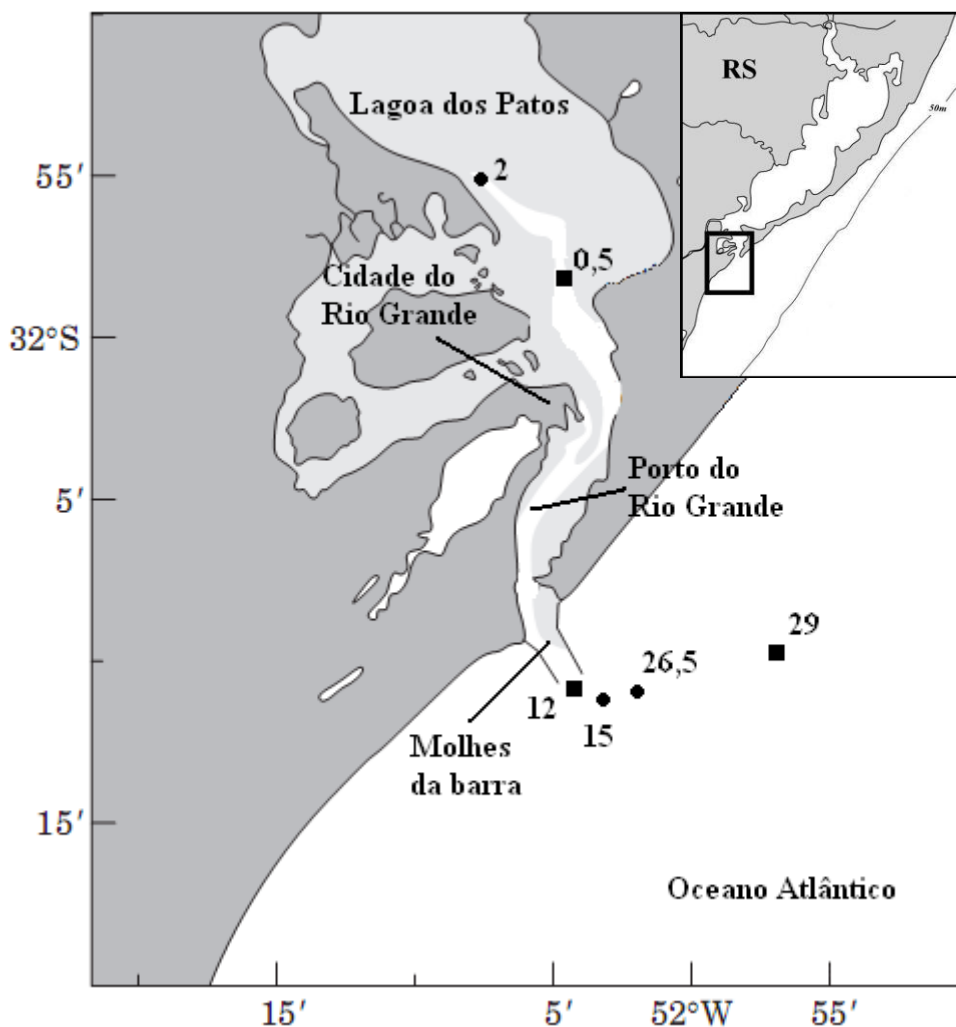 Lagoa dos Patos
RS
50m
55′
2
0,5
Cidade do
Rio Grande
32°S
5′
Porto do
Rio Grande
29
26,5
12
15
Molhes
da barra
15′
Oceano Atlântico
15′
5′
52°W
55′